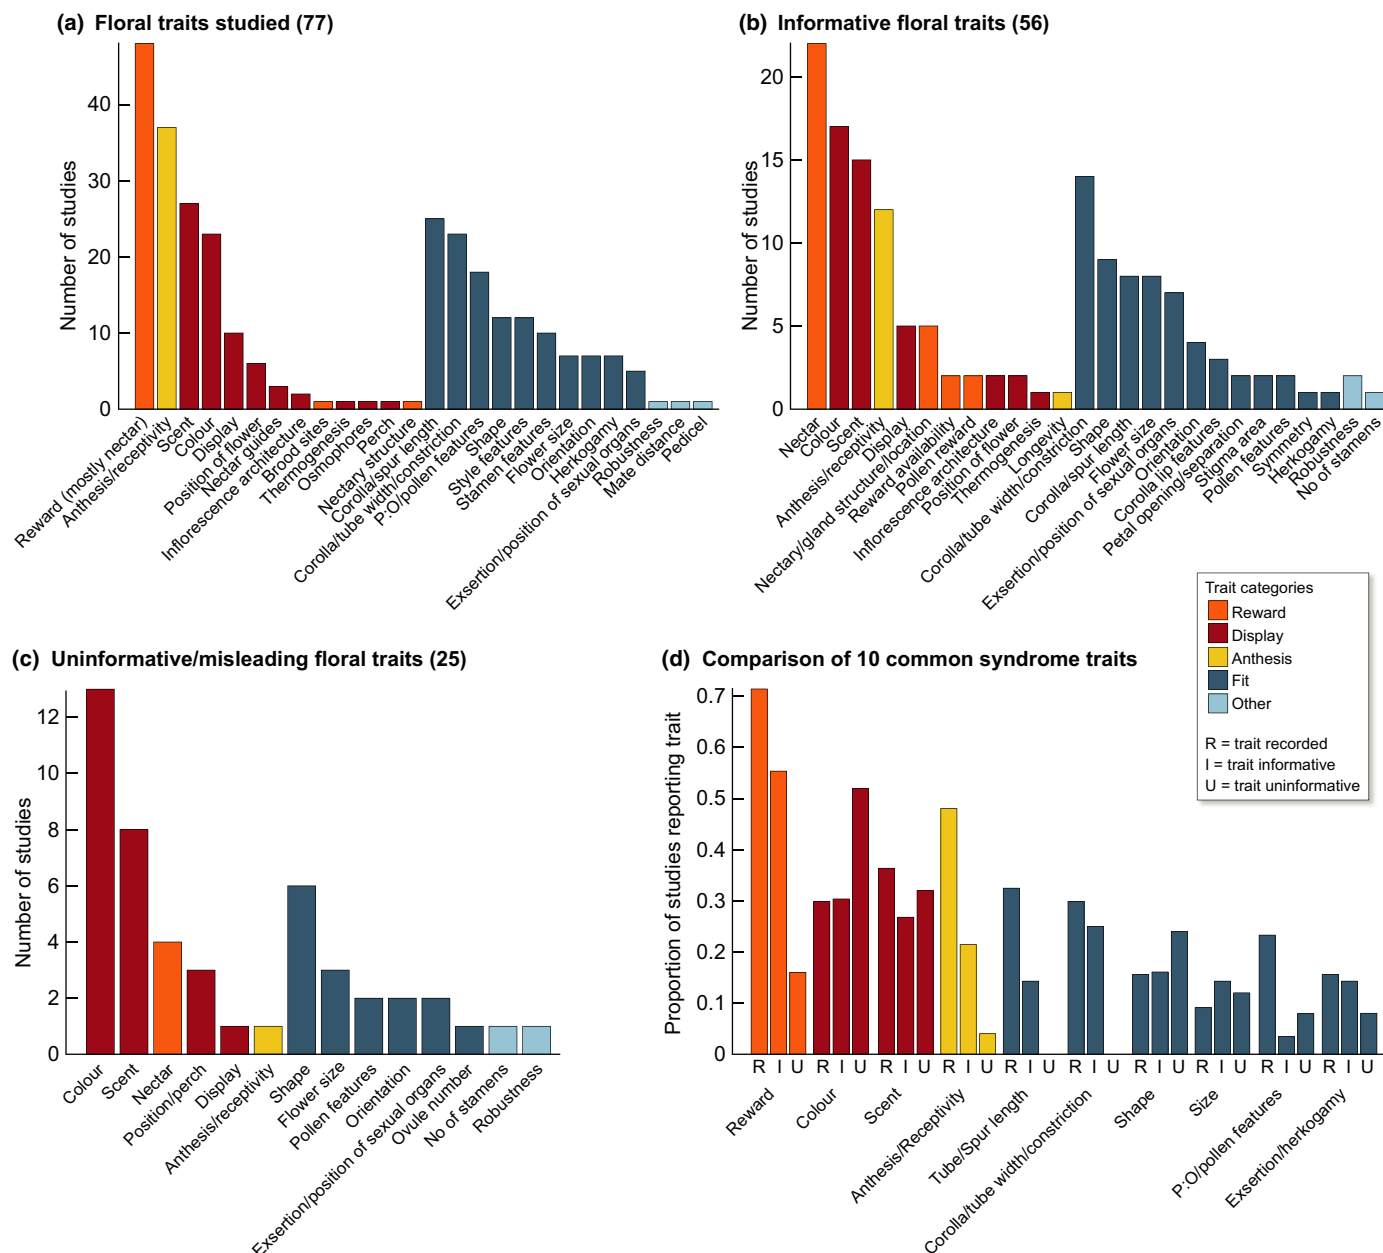 (a) Floral traits studied (77)
Number of studies
40
30
20
10
0
Reward (mostly nectar)
Anthesis/receptivity
Scent
Colour
Display
Position of flower
Nectar guides
Inflorescence architecture
Brood sites
Thermogenesis
Osmophores
Perch
Nectary structure
Corolla/spur length
Corolla/tube width/constriction
P:O/pollen features
Shape
Style features
Stamen features
Flower size
Orientation
Herkogamy
Exsertion/position of sexual organs
Robustness
Mate distance
Pedicel
(b) Informative floral traits (56)
Number of studies
20
15
10
5
0
Nectar
Colour
Scent
Anthesis/receptivity
Display
Nectary/gland structure/location
Reward availability
Pollen reward
Inflorescence architecture
Position of flower
Thermogenesis
Longevity
Corolla/tube width/constriction
Shape
Corolla/spur length
Flower size
Exsertion/position of sexual organs
Orientation
Corolla lip features
Petal opening/separation
Stigma area
Pollen features
Symmetry
Herkogamy
Robustness
No of stamens
Trait categories
Reward
Display
Anthesis
Fit
Other
R = trait recorded
I = trait informative
U = trait uninformative
(c) Uninformative/misleading floral traits (25)
Number of studies
12
10
8
6
4
2
0
Colour
Scent
Nectar
Position/perch
Display
Anthesis/receptivity
Shape
Flower size
Pollen features
Orientation
Exsertion/position of sexual organs
Ovule number
No of stamens
Robustness
(d) Comparison of 10 common syndrome traits
Proportion of studies reporting trait
0.7
0.6
0.5
0.4
0.3
0.2
0.1
0
R I U R I U R I U R I U R I U R I U R I U R I U R I U R I U
Reward
Colour
Scent
Anthesis/Receptivity
Tube/Spur length
Corolla/tube width/constriction
Shape
Size
P:O/pollen features
Exsertion/herkogamy